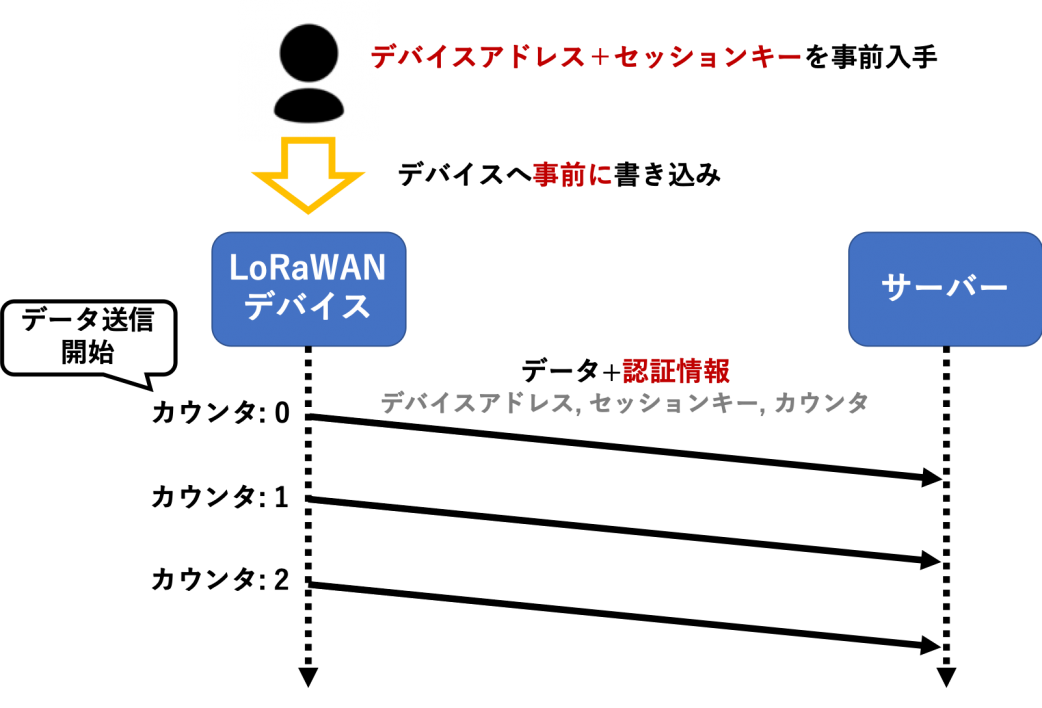 デバイスアドレス＋セッションキーを事前入手
デバイスへ事前に書き込み
LoRaWAN
デバイス
サーバー
データ送信
開始
データ+認証情報
デバイスアドレス, セッションキー, カウンタ
カウンタ: 0
カウンタ: 1
カウンタ: 2